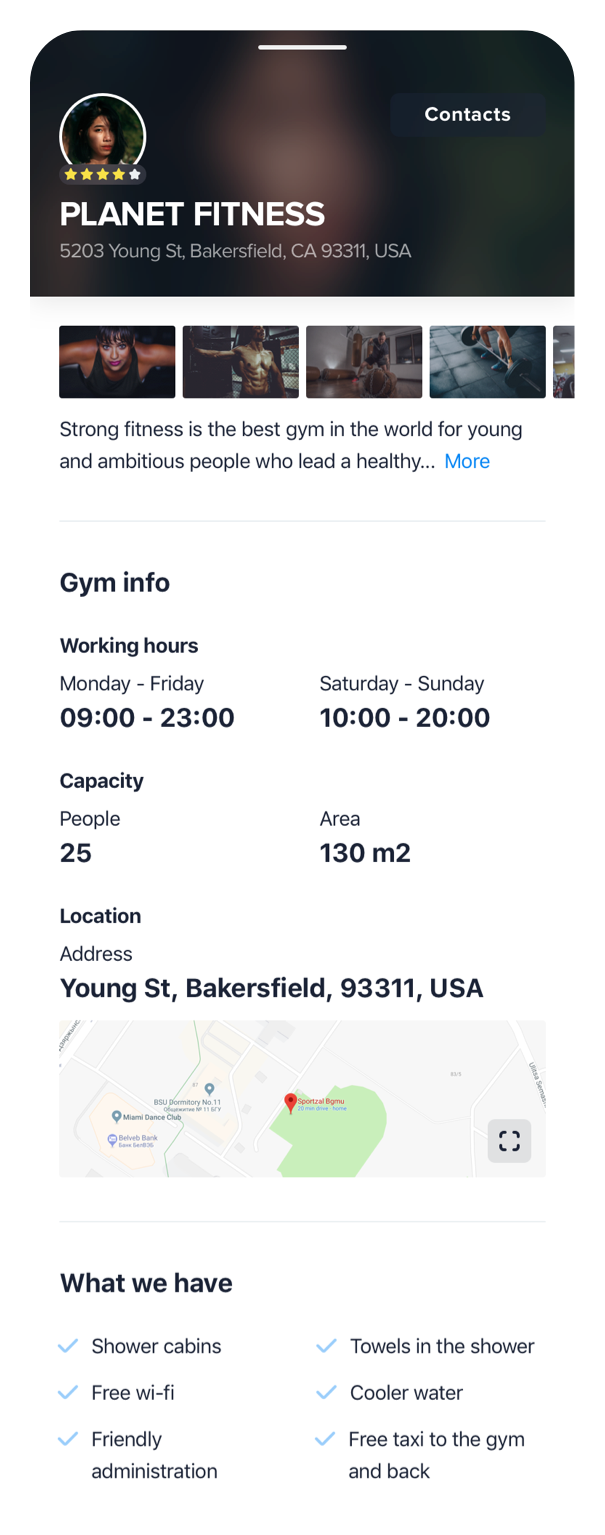 Contacts
PLANET FITNESS
5203 Young St, Bakersfield, CA 93311, USA
Strong fitness is the best gym in the world for young
and ambitious people who lead a healthy... More
Gym info
Working hours
Monday - Friday
Saturday - Sunday
09:00 - 23:00
10:00 - 20:00
Capacity
People
Area
25
130 m2
Location
Address
Young St, Bakersfield, 93311, USA
61
83/5
BSU Dormitory No.11
Общежитие № 11 БГУ
Sportzal Bgmu
20 min drive - home
Miami Dance Club
Belveb Bank
Банк БелВЭБ
What we have
Shower cabins
Towels in the shower
Free wi-fi
Cooler water
Friendly
administration
Free taxi to the gym
and back